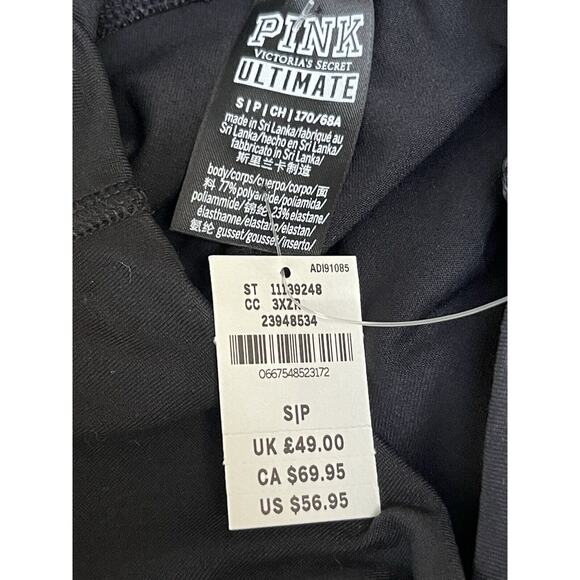 PINK
VICTORIA'S SECRET
ULTIMATE
S|P|CH|170/68A
made in Sri Lanka/fabriqué au
Sri Lanka/hecho en Sri Lanka/
fabbricato in Sri Lanka/
斯里兰卡制造
body/corps/cuerpo/corpo/面
料 77% polyamide/poliamida/
poliammide/锦纶 23% elastane/
élasthanne/elastano/elastan/
氨纶 gusset/gousset/inserto/
ADI91085
ST 11139248
CC 3XZR
23948534
0667548523172
S|P
UK £49.00
CA $69.95
US $56.95